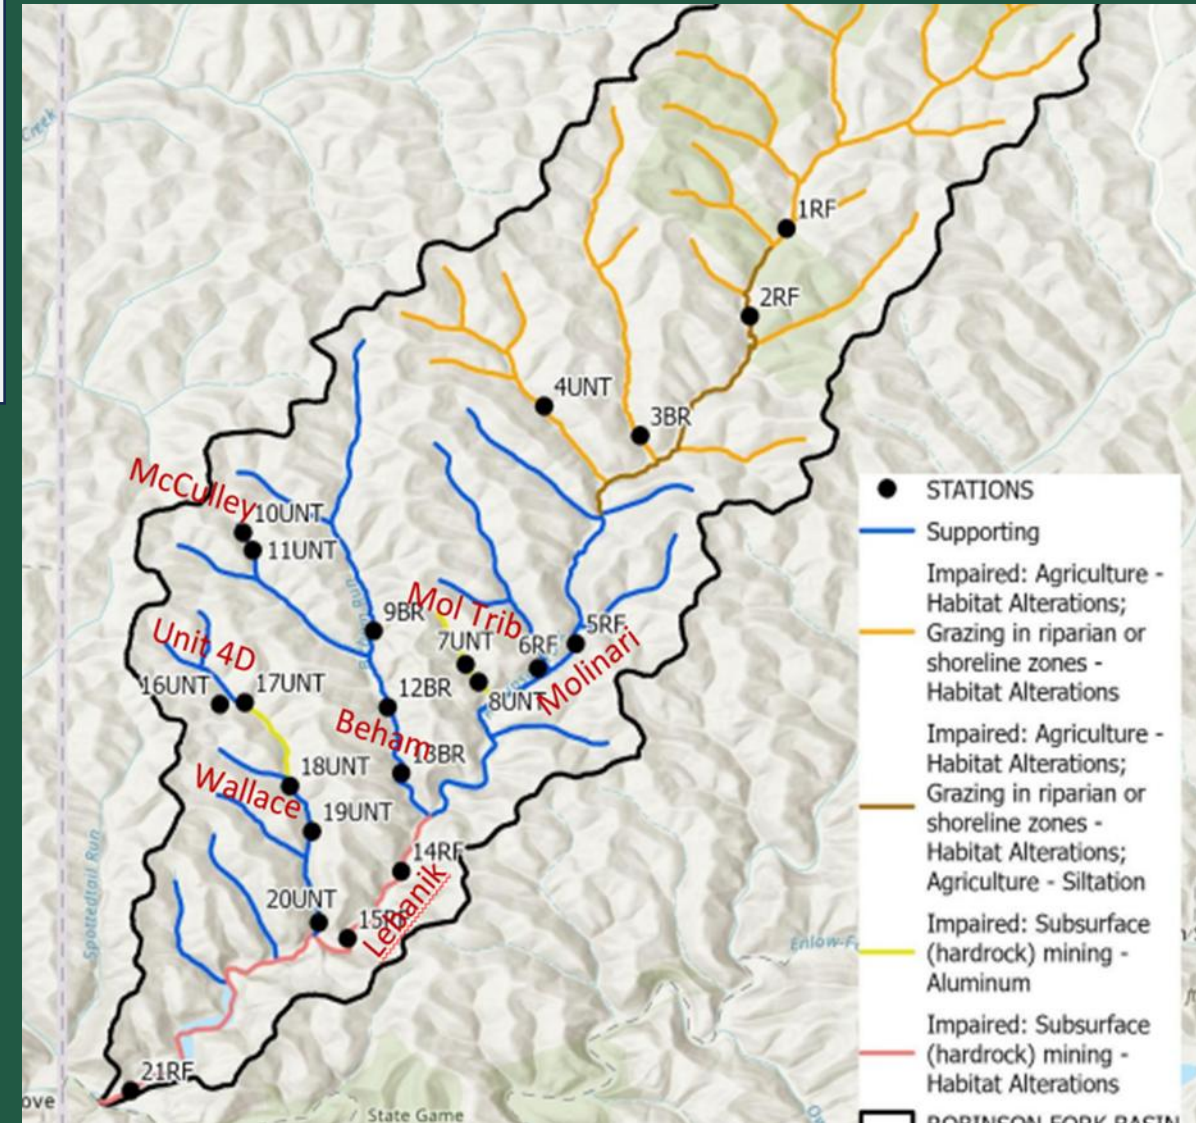 Creek
1RF
2RF
4UNT
3BR
McCulley
10UNT
11UNT
9BR
Mol Trib
5RF
7UNT
6RF
Molinari
Unit 4D
16UNT
17UNT
12BR
8UNT
Beham
13BR
18UNT
Wallace
19UNT
14RF
20UNT
Lebanik
Spottedtail Run
21RF
ove
State Game
STATIONS
Supporting
Impaired: Agriculture -
Habitat Alterations;
Grazing in riparian or
shoreline zones -
Habitat Alterations
Impaired: Agriculture -
Habitat Alterations;
Grazing in riparian or
shoreline zones -
Habitat Alterations;
Agriculture - Siltation
Impaired: Subsurface
(hardrock) mining -
Aluminum
Impaired: Subsurface
(hardrock) mining -
Habitat Alterations
ROBINSON FORK BASIN